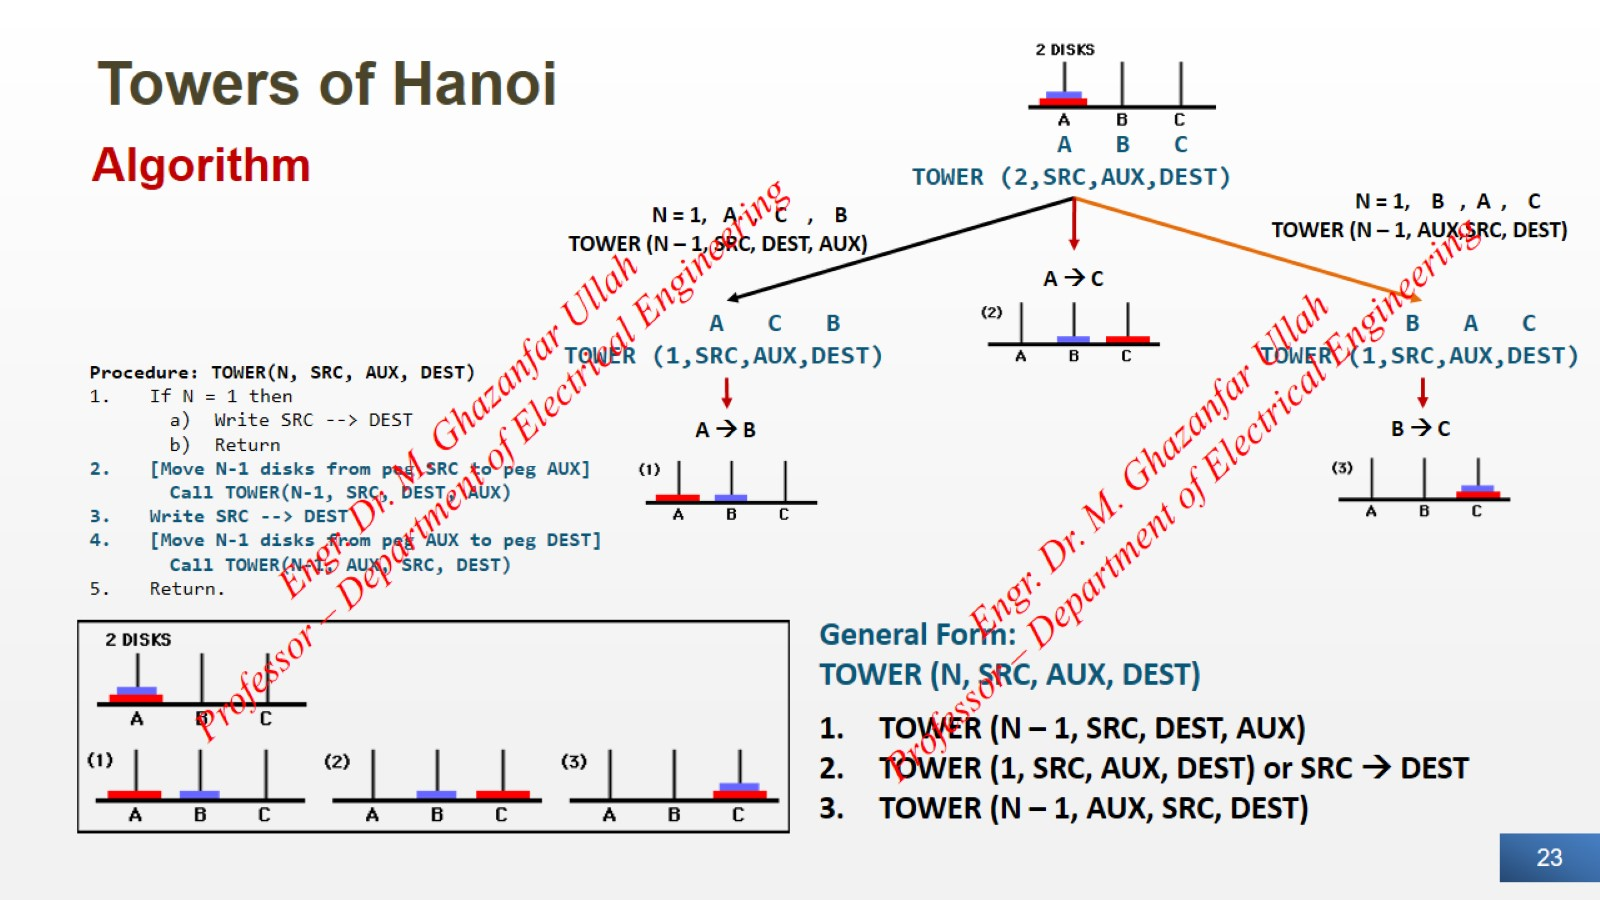 Towers of Hanoi
Algorithm
2 DISKS
A B C
A B C
TOWER (2,SRC,AUX,DEST)
N = 1, A , C , B
TOWER (N – 1, SRC, DEST, AUX)
N = 1, B , A , C
TOWER (N – 1, AUX, SRC, DEST)
A → C
(2)
A B C
A C B
TOWER (1,SRC,AUX,DEST)
A → B
(1)
A B C
B A C
TOWER (1,SRC,AUX,DEST)
B → C
(3)
A B C
Procedure: TOWER(N, SRC, AUX, DEST)
1. If N = 1 then
a) Write SRC --> DEST
b) Return
2. [Move N-1 disks from peg SRC to peg AUX]
Call TOWER(N-1, SRC, DEST, AUX)
3. Write SRC --> DEST
4. [Move N-1 disks from peg AUX to peg DEST]
Call TOWER(N-1, AUX, SRC, DEST)
5. Return.
2 DISKS
A B C
(1)
A B C
(2)
A B C
(3)
A B C
General Form:
TOWER (N, SRC, AUX, DEST)
1. TOWER (N – 1, SRC, DEST, AUX)
2. TOWER (1, SRC, AUX, DEST) or SRC → DEST
3. TOWER (N – 1, AUX, SRC, DEST)
Engr. Dr. M. Ghazanfar Ullah
Professor – Department of Electrical Engineering
Engr. Dr. M. Ghazanfar Ullah
Professor – Department of Electrical Engineering
23